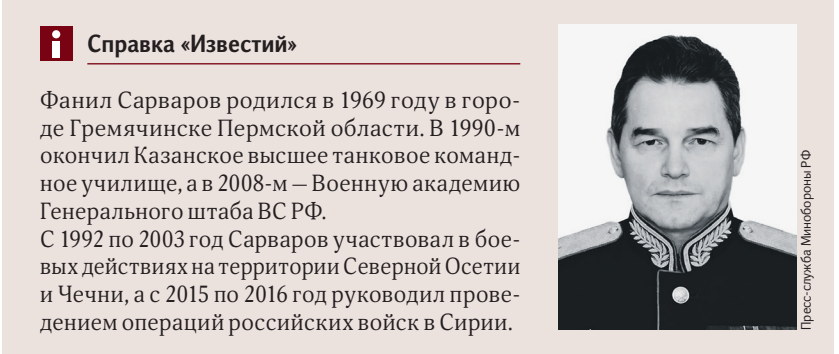 i Справка «Известий»
Фанил Сарваров родился в 1969 году в горо-
де Гремячинске Пермской области. В 1990-м
окончил Казанское высшее танковое команд-
ное училище, а в 2008-м — Военную академию
Генерального штаба ВС РФ.
С 1992 по 2003 год Сарваров участвовал в бое-
вых действиях на территории Северной Осетии
и Чечни, а с 2015 по 2016 год руководил прове-
дением операций российских войск в Сирии.
Пресс-служба Минобороны РФ